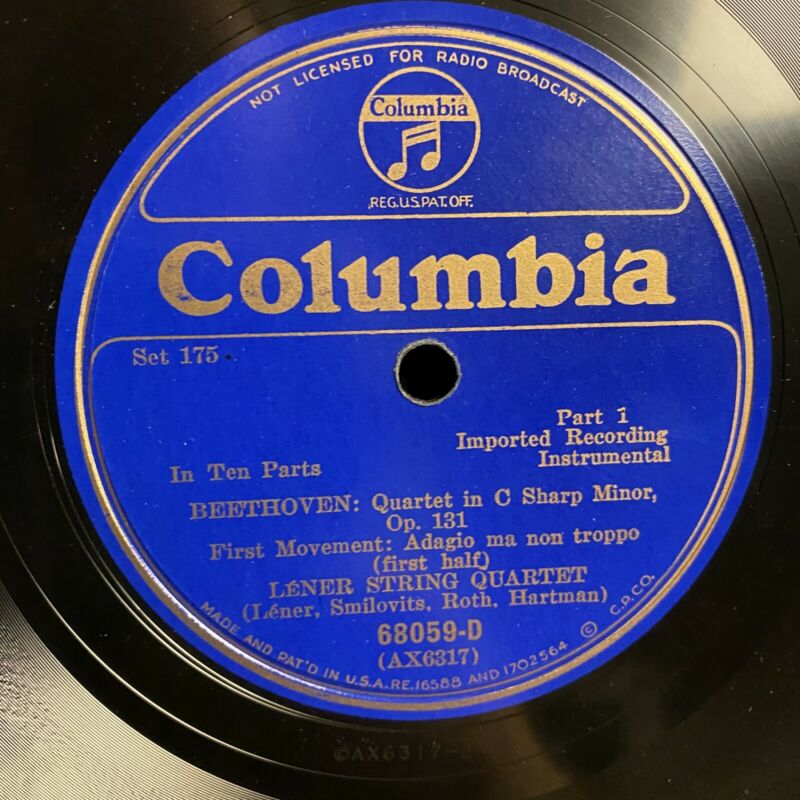 NOT LICENSED FOR RADIO BROADCAST
Columbia
REG.U.S.PAT.OFF.
Columbia
Set 175
Part 1
Imported Recording
Instrumental
In Ten Parts
BEETHOVEN: Quartet in C Sharp Minor,
Op. 131
First Movement: Adagio ma non troppo
(first half)
LÉNER STRING QUARTET
(Léner, Smilovits, Roth, Hartman)
68059-D
(AX6317)
MADE AND PAT'D IN U.S.A. RE.16588 AND 1702564 © C.P.CO.
AX6317-